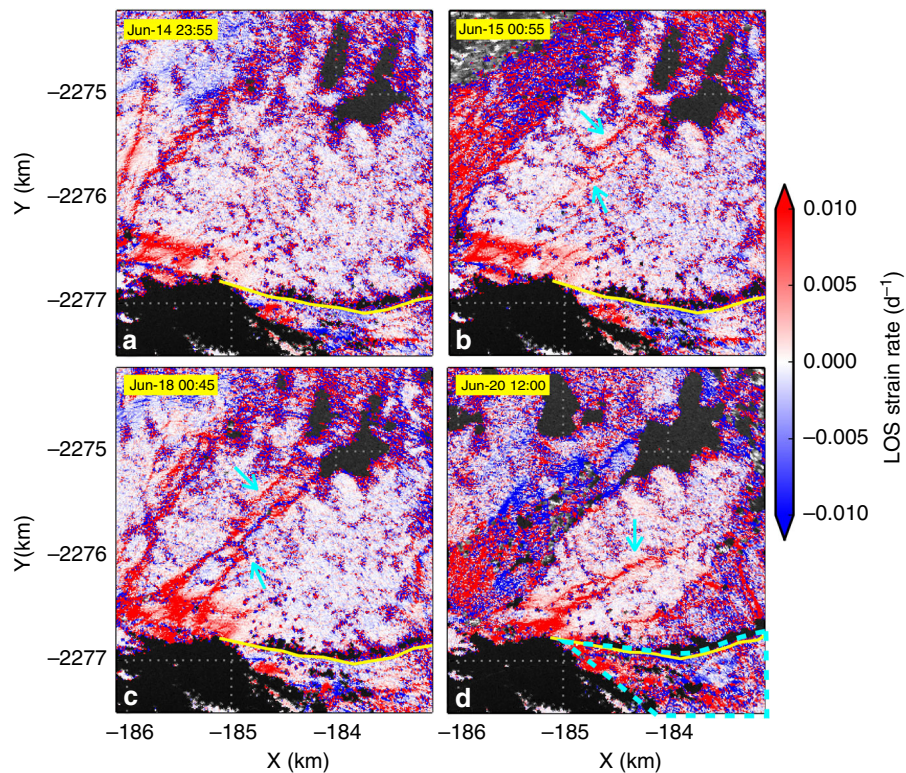 Jun-14 23:55
Jun-15 00:55
−2275
−2276
−2277
Y (km)
a
b
Jun-18 00:45
Jun-20 12:00
−2275
−2276
−2277
Y(km)
c
d
−186
−185
−184
−186
−185
−184
X (km)
X (km)
0.010
0.005
0.000
−0.005
−0.010
LOS strain rate (d⁻¹)